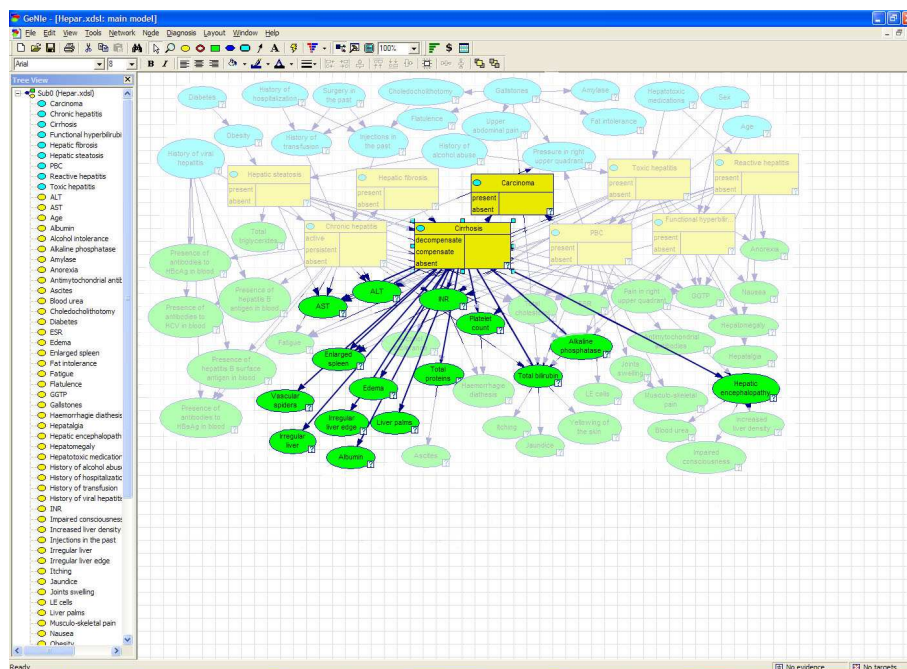 GeNIe - [Hepar.xdsl: main model]
File Edit View Tools Network Node Diagnosis Layout Window Help
100%
Arial
8
B I
Tree View
Sub0 (Hepar.xdsl)
Carcinoma
Chronic hepatitis
Cirrhosis
Functional hyperbilirubi
Hepatic fibrosis
Hepatic steatosis
PBC
Reactive hepatitis
Toxic hepatitis
ALT
AST
Age
Albumin
Alcohol intolerance
Alkaline phosphatase
Amylase
Anorexia
Antimytochondrial antib
Ascites
Blood urea
Choledocholithotomy
Diabetes
ESR
Edema
Enlarged spleen
Fat intolerance
Fatigue
Flatulence
GGTP
Gallstones
Haemorrhagie diathesis
Hepatalgia
Hepatic encephalopath
Hepatomegaly
Hepatotoxic medication
History of alcohol abus
History of hospitalizatic
History of transfusion
History of viral hepatiti
INR
Impaired consciousness
Increased liver density
Injections in the past
Irregular liver
Irregular liver edge
Itching
Jaundice
Joints swelling
LE cells
Liver palms
Musculo-skeletal pain
Nausea
Obesity
Diabetes
History of
hospitalization
Surgery in
the past
Choledocholithotomy
Gallstones
Amylase
Hepatotoxic
medications
Sex
Obesity
History of
transfusion
Flatulence
Injections in
the past
Upper
abdominal pain
Fat intolerance
Age
History of viral
hepatitis
History of
alcohol abuse
Pressure in right
upper quadrant
Hepatic steatosis
present
absent
Hepatic fibrosis
present
absent
Carcinoma
present
absent
Toxic hepatitis
present
absent
Reactive hepatitis
present
absent
Chronic hepatitis
active
persistent
absent
Cirrhosis
decompensate
compensate
absent
PBC
present
absent
Functional hyperbilir...
present
absent
Total
triglycerides
Presence of
antibodies to
HBsAg in blood
Anorexia
Presence of
antibodies to
HCV in blood
Presence of
hepatitis B
antigen in blood
AST
ALT
INR
Platelet
count
Pain in right
upper quadrant
GGTP
Nausea
Hepatomegaly
Fatigue
Enlarged
spleen
Total
proteins
Alkaline
phosphatase
Hepatalgia
Presence of
hepatitis B surface
antigen in blood
Edema
Total bilirubin
Haemorrhagie
diathesis
Joints
swelling
LE cells
Musculo-skeletal
pain
Hepatic
encephalopathy
Vascular
spiders
Presence of
antibodies to
HBeAg in blood
Irregular
liver edge
Liver palms
Itching
Yellowing of
the skin
Blood urea
Increased
liver density
Irregular
liver
Albumin
Ascites
Jaundice
Impaired
consciousness
Ready
No evidence
No targets